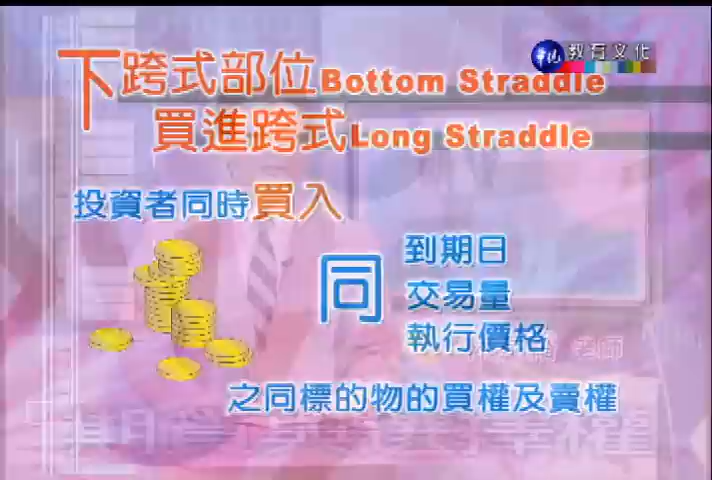 華視 教育文化
下跨式部位Bottom Straddle
買進跨式Long Straddle
投資者同時買入
同
到期日
交易量
執行價格
老師
之同標的物的買權及賣權